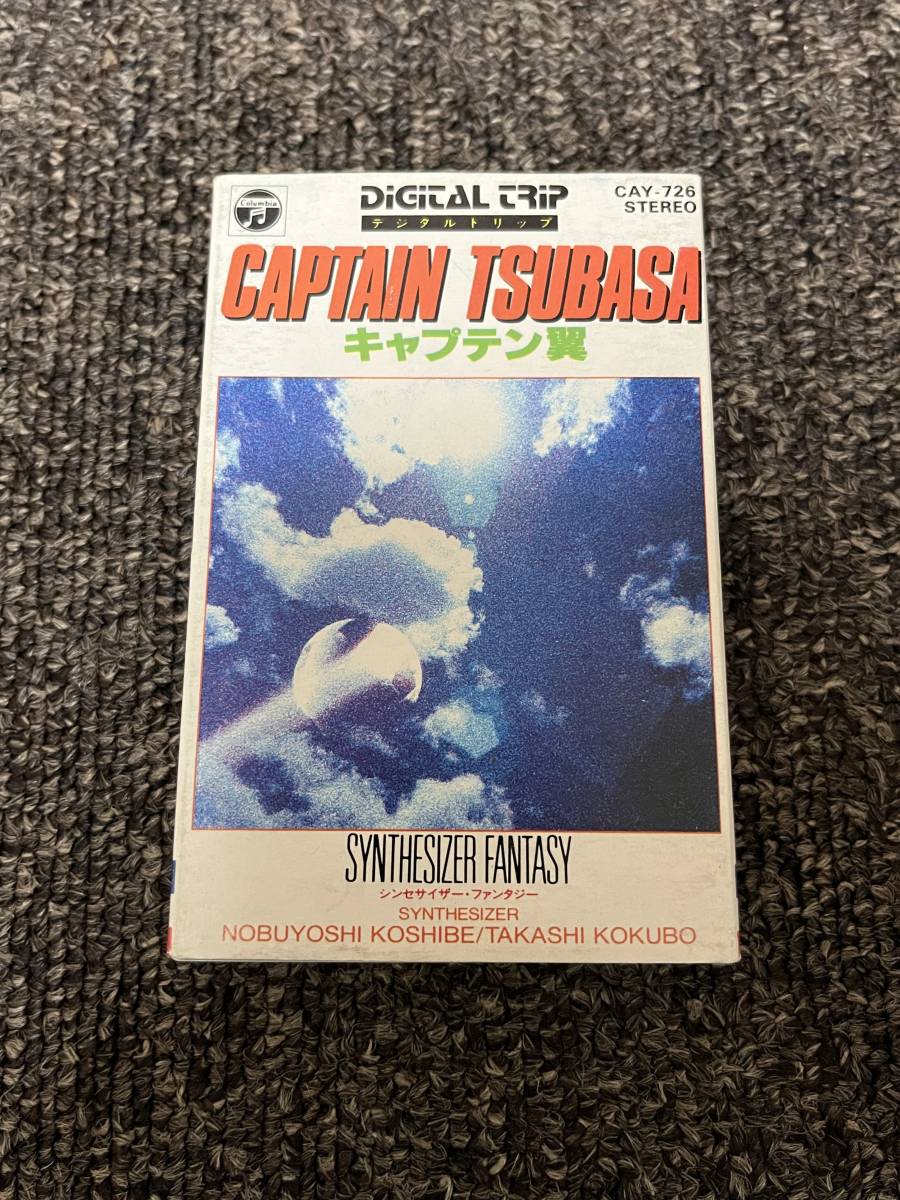 Columbia
DIGITAL TRIP
デジタルトリップ
CAY-726
STEREO
CAPTAIN TSUBASA
キャプテン翼
SYNTHESIZER FANTASY
シンセサイザー・ファンタジー
SYNTHESIZER
NOBUYOSHI KOSHIBE/TAKASHI KOKUBO